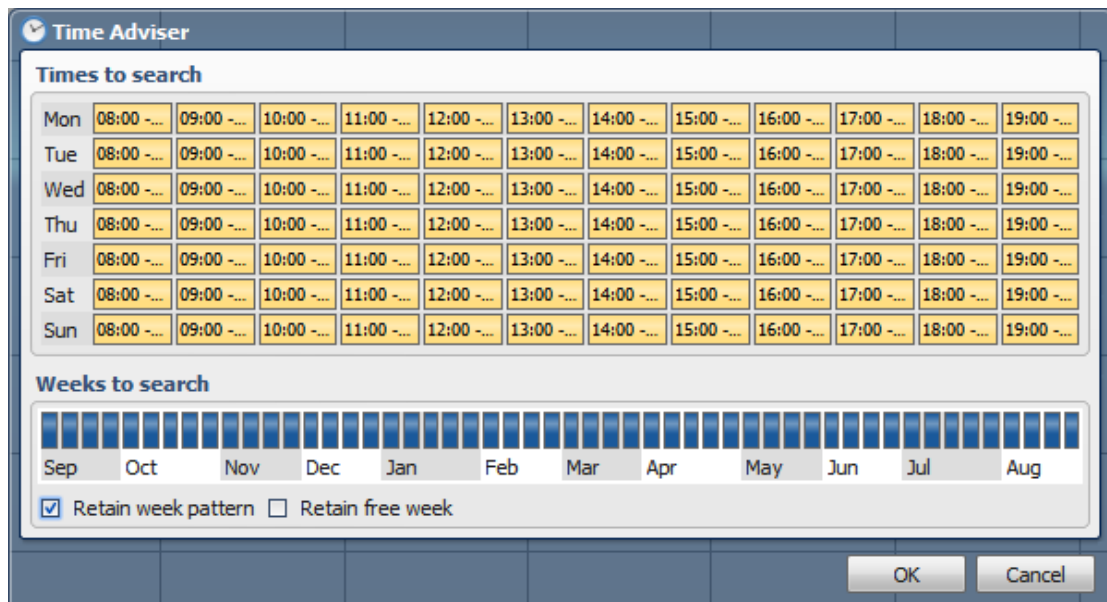 Time Adviser
Times to search
Mon 08:00 -... 09:00 -... 10:00 -... 11:00 -... 12:00 -... 13:00 -... 14:00 -... 15:00 -... 16:00 -... 17:00 -... 18:00 -... 19:00 -...
Tue 08:00 -... 09:00 -... 10:00 -... 11:00 -... 12:00 -... 13:00 -... 14:00 -... 15:00 -... 16:00 -... 17:00 -... 18:00 -... 19:00 -...
Wed 08:00 -... 09:00 -... 10:00 -... 11:00 -... 12:00 -... 13:00 -... 14:00 -... 15:00 -... 16:00 -... 17:00 -... 18:00 -... 19:00 -...
Thu 08:00 -... 09:00 -... 10:00 -... 11:00 -... 12:00 -... 13:00 -... 14:00 -... 15:00 -... 16:00 -... 17:00 -... 18:00 -... 19:00 -...
Fri 08:00 -... 09:00 -... 10:00 -... 11:00 -... 12:00 -... 13:00 -... 14:00 -... 15:00 -... 16:00 -... 17:00 -... 18:00 -... 19:00 -...
Sat 08:00 -... 09:00 -... 10:00 -... 11:00 -... 12:00 -... 13:00 -... 14:00 -... 15:00 -... 16:00 -... 17:00 -... 18:00 -... 19:00 -...
Sun 08:00 -... 09:00 -... 10:00 -... 11:00 -... 12:00 -... 13:00 -... 14:00 -... 15:00 -... 16:00 -... 17:00 -... 18:00 -... 19:00 -...
Weeks to search
Sep Oct Nov Dec Jan Feb Mar Apr May Jun Jul Aug
Retain week pattern Retain free week
OK Cancel